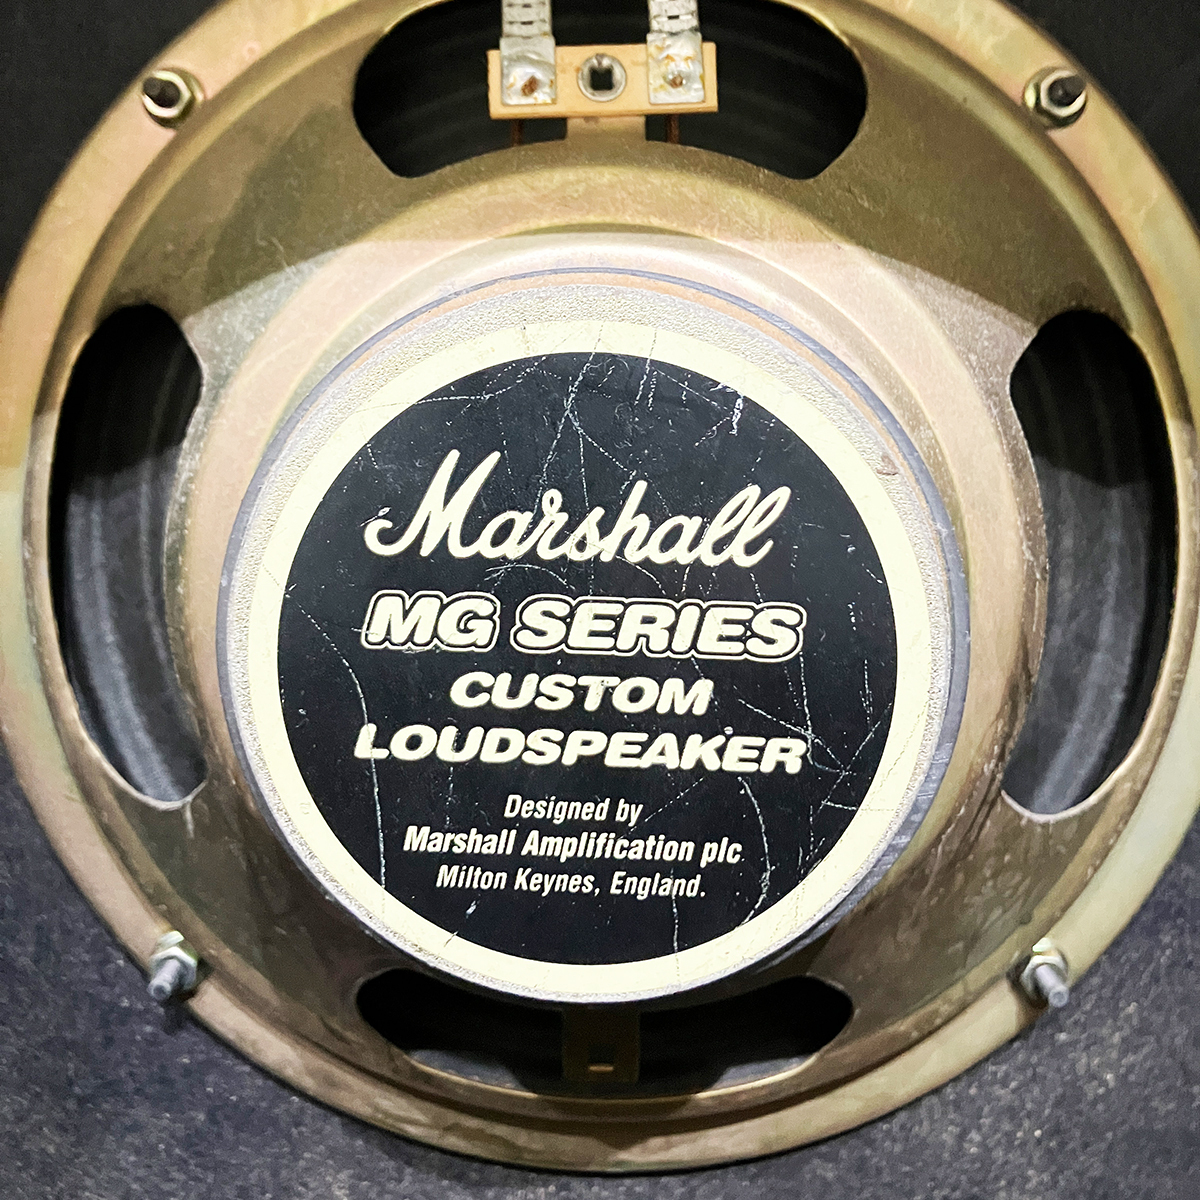 Marshall
MG SERIES
CUSTOM
LOUDSPEAKER
Designed by
Marshall Amplification plc
Milton Keynes, England.